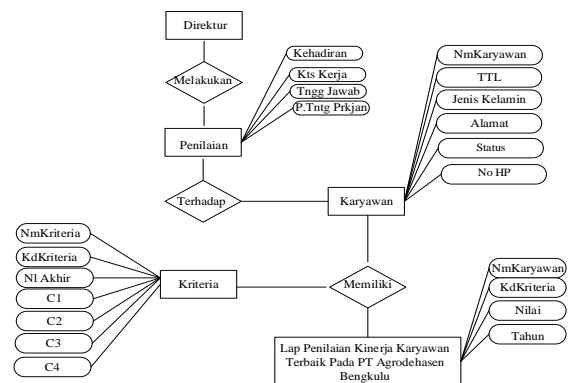 Direktur
Melakukan
Kehadiran
Kts Kerja
Tngg Jawab
P.Tntg Prkjan
Penilaian
NmKaryawan
TTL
Jenis Kelamin
Alamat
Status
No HP
Terhadap
Karyawan
NmKriteria
KdKriteria
Nl Akhir
C1
C2
C3
C4
Kriteria
Memiliki
NmKaryawan
KdKriteria
Nilai
Tahun
Lap Penilaian Kinerja Karyawan
Terbaik Pada PT Agrodehasen
Bengkulu